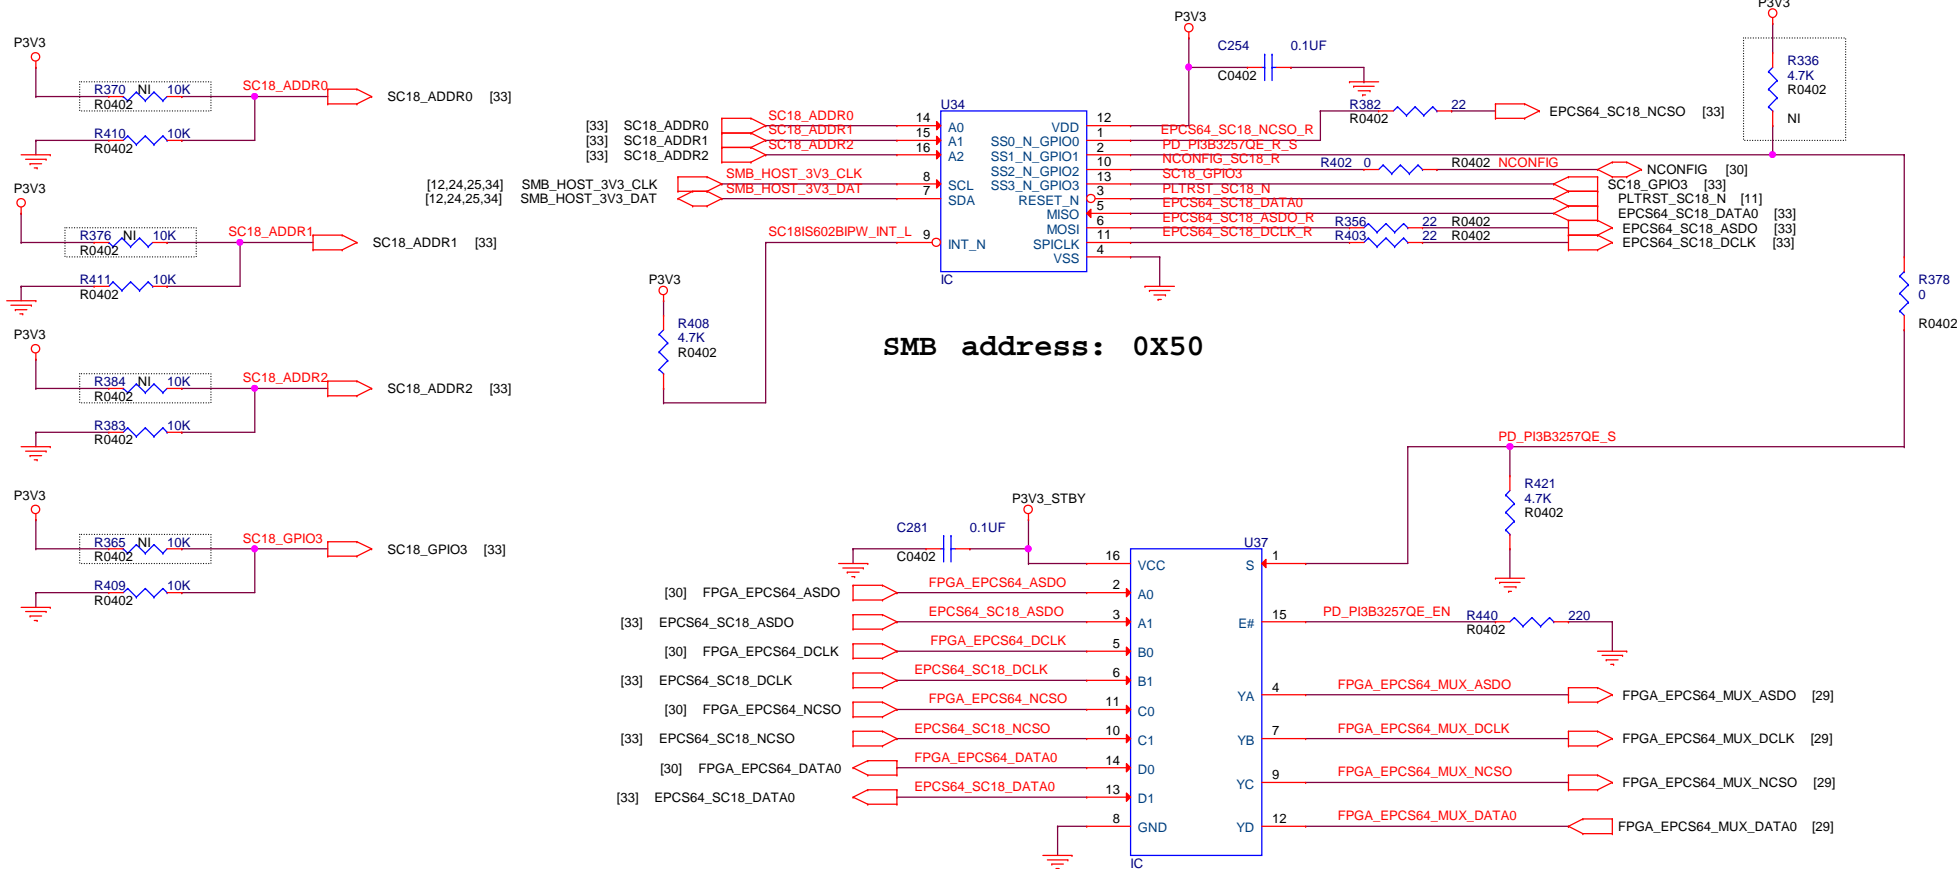 P3V3
R370 NI 10K
R0402
SC18_ADDR0
SC18_ADDR0 [33]
R410 10K
R0402
P3V3
R376 NI 10K
R0402
SC18_ADDR1
SC18_ADDR1 [33]
R411 10K
R0402
P3V3
R384 NI 10K
R0402
SC18_ADDR2
SC18_ADDR2 [33]
R383 10K
R0402
P3V3
R365 NI 10K
R0402
SC18_GPIO3
SC18_GPIO3 [33]
R409 10K
R0402
P3V3
C254 0.1UF
C0402
U34
[33] SC18_ADDR0 SC18_ADDR0 14 A0
[33] SC18_ADDR1 SC18_ADDR1 15 A1
[33] SC18_ADDR2 SC18_ADDR2 16 A2
[12,24,25,34] SMB_HOST_3V3_CLK SMB_HOST_3V3_CLK 8 SCL
[12,24,25,34] SMB_HOST_3V3_DAT SMB_HOST_3V3_DAT 7 SDA
SC18IS602BIPW_INT_L 9 INT_N
VDD 12
SS0_N_GPIO0 1 EPCS64_SC18_NCSO_R
R382 22
R0402
EPCS64_SC18_NCSO [33]
SS1_N_GPIO1 2 PD_PI3B3257QE_R_S
SS2_N_GPIO2 10 NCONFIG_SC18_R R402 0 R0402 NCONFIG NCONFIG [30]
SS3_N_GPIO3 13 SC18_GPIO3 SC18_GPIO3 [33]
RESET_N 3 PLTRST_SC18_N PLTRST_SC18_N [11]
MISO 5 EPCS64_SC18_DATA0 EPCS64_SC18_DATA0 [33]
MOSI 6 EPCS64_SC18_ASDO_R R356 22 R0402 EPCS64_SC18_ASDO [33]
SPICLK 11 EPCS64_SC18_DCLK_R R403 22 R0402 EPCS64_SC18_DCLK [33]
VSS 4
IC
P3V3
R336
4.7K
R0402
NI
R378
0
R0402
P3V3
R408
4.7K
R0402
SMB address: 0X50
PD_PI3B3257QE_S
R421
4.7K
R0402
P3V3_STBY
C281 0.1UF
C0402
U37
16 VCC
S 1
[30] FPGA_EPCS64_ASDO FPGA_EPCS64_ASDO 2 A0
[33] EPCS64_SC18_ASDO EPCS64_SC18_ASDO 3 A1
[30] FPGA_EPCS64_DCLK FPGA_EPCS64_DCLK 5 B0
[33] EPCS64_SC18_DCLK EPCS64_SC18_DCLK 6 B1
[30] FPGA_EPCS64_NCSO FPGA_EPCS64_NCSO 11 C0
[33] EPCS64_SC18_NCSO EPCS64_SC18_NCSO 10 C1
[30] FPGA_EPCS64_DATA0 FPGA_EPCS64_DATA0 14 D0
[33] EPCS64_SC18_DATA0 EPCS64_SC18_DATA0 13 D1
8 GND
E# 15 PD_PI3B3257QE_EN R440 220
R0402
YA 4 FPGA_EPCS64_MUX_ASDO FPGA_EPCS64_MUX_ASDO [29]
YB 7 FPGA_EPCS64_MUX_DCLK FPGA_EPCS64_MUX_DCLK [29]
YC 9 FPGA_EPCS64_MUX_NCSO FPGA_EPCS64_MUX_NCSO [29]
YD 12 FPGA_EPCS64_MUX_DATA0 FPGA_EPCS64_MUX_DATA0 [29]
IC